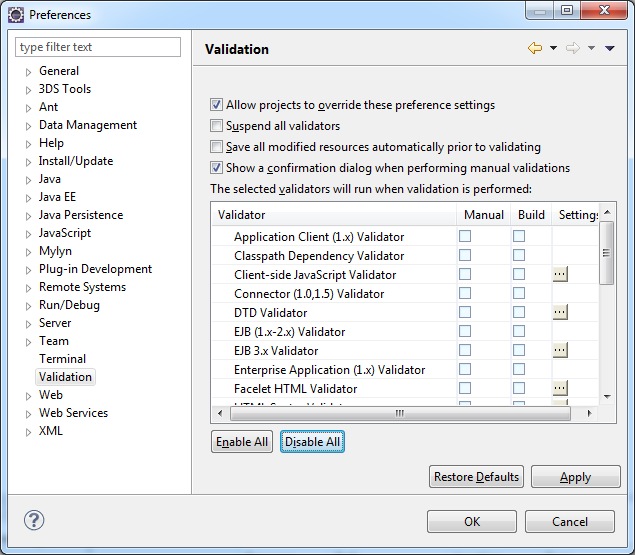 Preferences
type filter text
General
3DS Tools
Ant
Data Management
Help
Install/Update
Java
Java EE
Java Persistence
JavaScript
Mylyn
Plug-in Development
Remote Systems
Run/Debug
Server
Team
Terminal
Validation
Web
Web Services
XML
Validation
Allow projects to override these preference settings
Suspend all validators
Save all modified resources automatically prior to validating
Show a confirmation dialog when performing manual validations
The selected validators will run when validation is performed:
Validator Manual Build Settings
Application Client (1.x) Validator
Classpath Dependency Validator
Client-side JavaScript Validator ...
Connector (1.0,1.5) Validator
DTD Validator ...
EJB (1.x-2.x) Validator
EJB 3.x Validator ...
Enterprise Application (1.x) Validator
Facelet HTML Validator ...
Enable All Disable All
Restore Defaults Apply
? OK Cancel